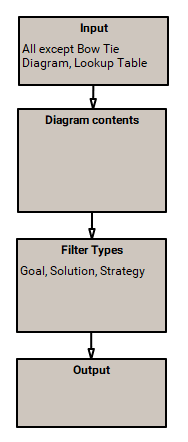 Input
All except Bow Tie
Diagram, Lookup Table
Diagram contents
Filter Types
Goal, Solution, Strategy
Output